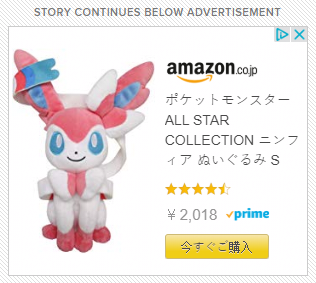 STORY CONTINUES BELOW ADVERTISEMENT
amazon.co.jp
ポケットモンスター
ALL STAR
COLLECTION ニンフ
ィア ぬいぐるみ S
￥2,018 prime
今すぐご購入